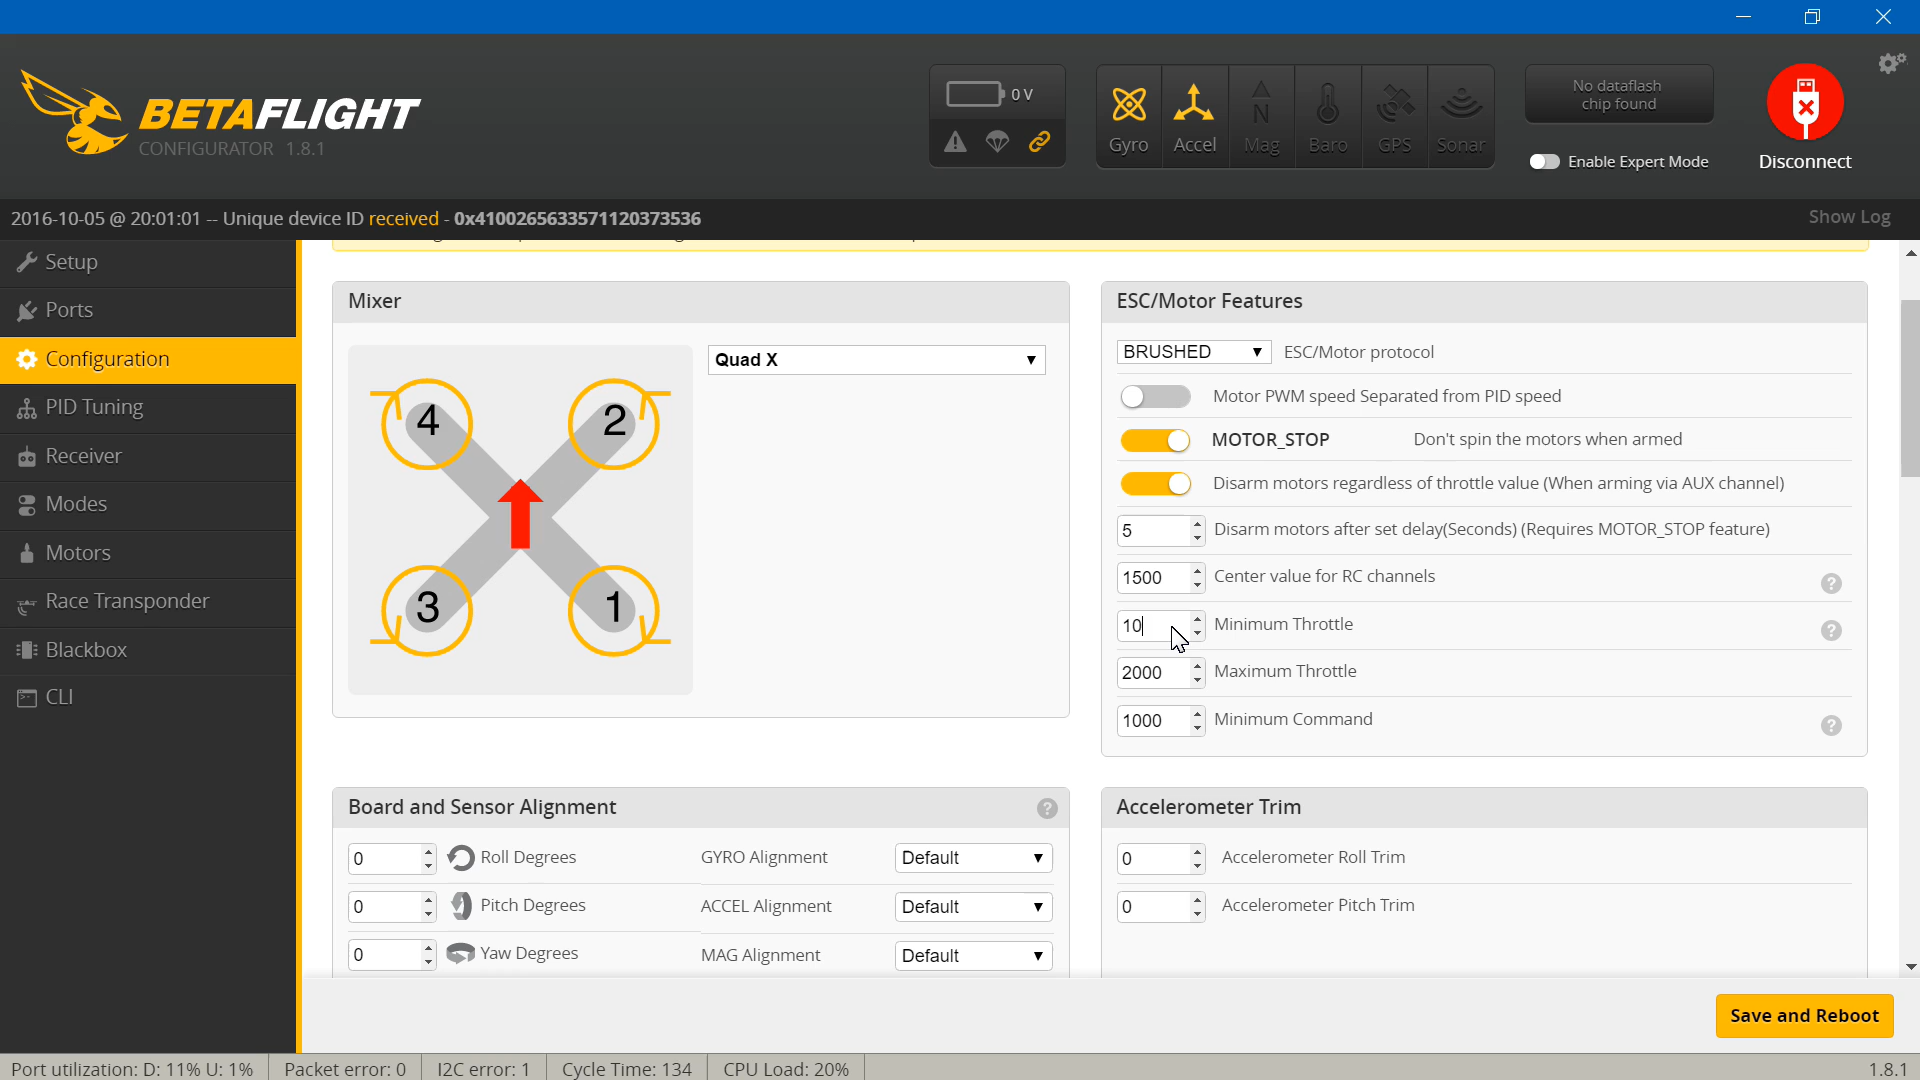 BETAFLIGHT
CONFIGURATOR 1.8.1
0 V
Gyro
Accel
Mag
Baro
GPS
Sonar
No dataflash
chip found
Enable Expert Mode
Disconnect
2016-10-05 @ 20:01:01 -- Unique device ID received - 0x4100265633571120373536
Show Log
Setup
Ports
Configuration
PID Tuning
Receiver
Modes
Motors
Race Transponder
Blackbox
CLI
Mixer
Quad X
4
2
3
1
ESC/Motor Features
BRUSHED ESC/Motor protocol
Motor PWM speed Separated from PID speed
MOTOR_STOP Don't spin the motors when armed
Disarm motors regardless of throttle value (When arming via AUX channel)
5 Disarm motors after set delay(Seconds) (Requires MOTOR_STOP feature)
1500 Center value for RC channels
10 Minimum Throttle
2000 Maximum Throttle
1000 Minimum Command
Board and Sensor Alignment
0 Roll Degrees GYRO Alignment Default
0 Pitch Degrees ACCEL Alignment Default
0 Yaw Degrees MAG Alignment Default
Accelerometer Trim
0 Accelerometer Roll Trim
0 Accelerometer Pitch Trim
Save and Reboot
Port utilization: D: 11% U: 1% Packet error: 0 I2C error: 1 Cycle Time: 134 CPU Load: 20% 1.8.1